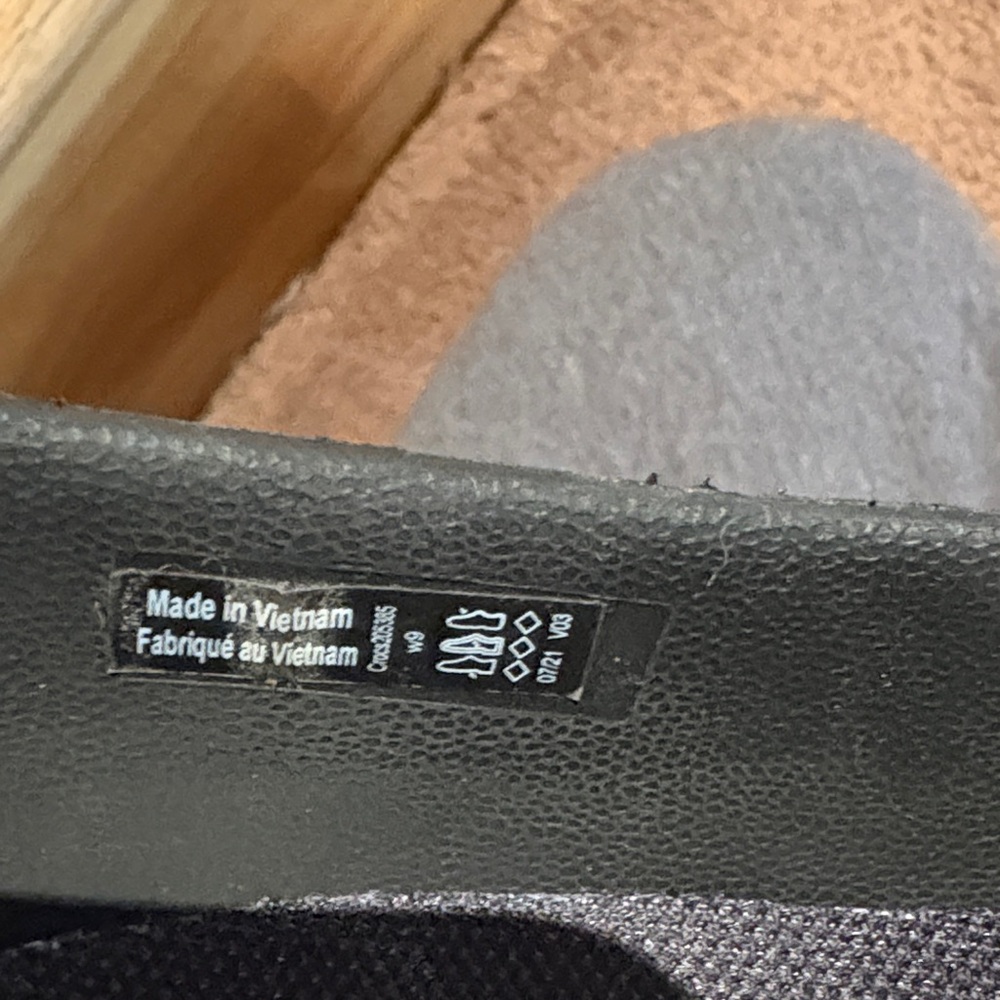 Made in Vietnam
Fabriqué au Vietnam
Crocs205385
w9
07/21 V03